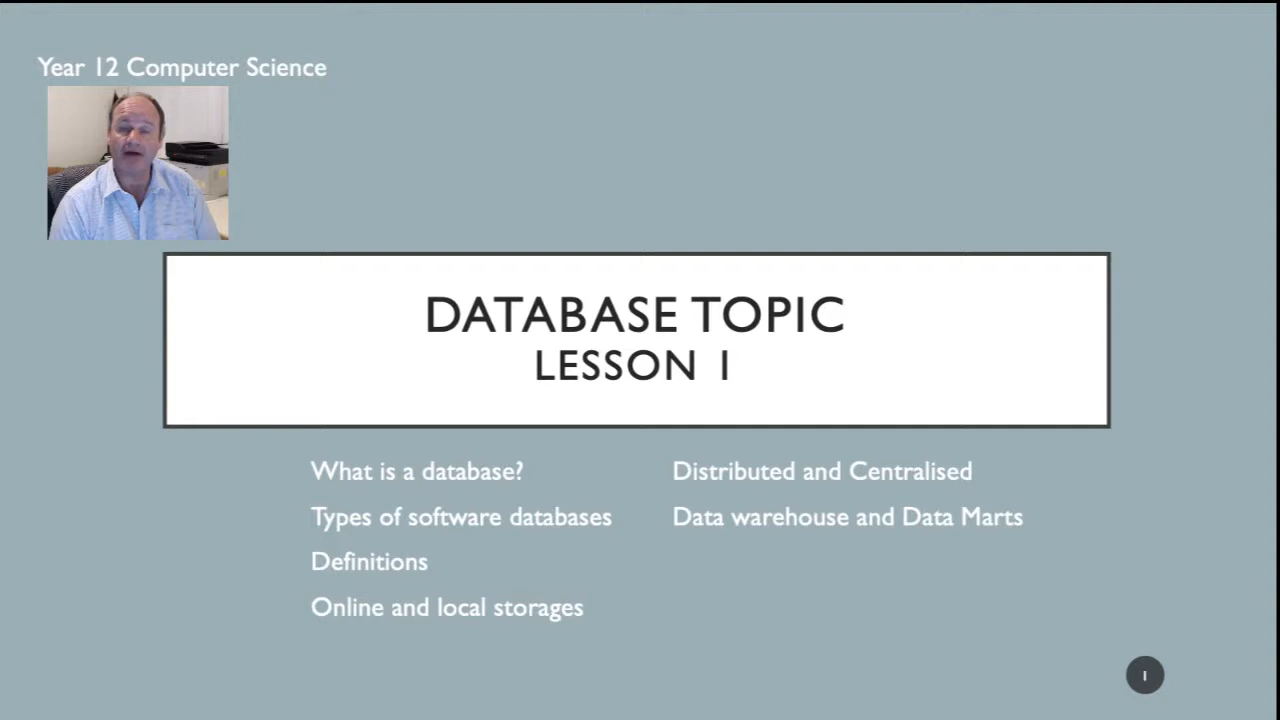 Year 12 Computer Science
DATABASE TOPIC
LESSON 1
What is a database?
Types of software databases
Definitions
Online and local storages
Distributed and Centralised
Data warehouse and Data Marts
1